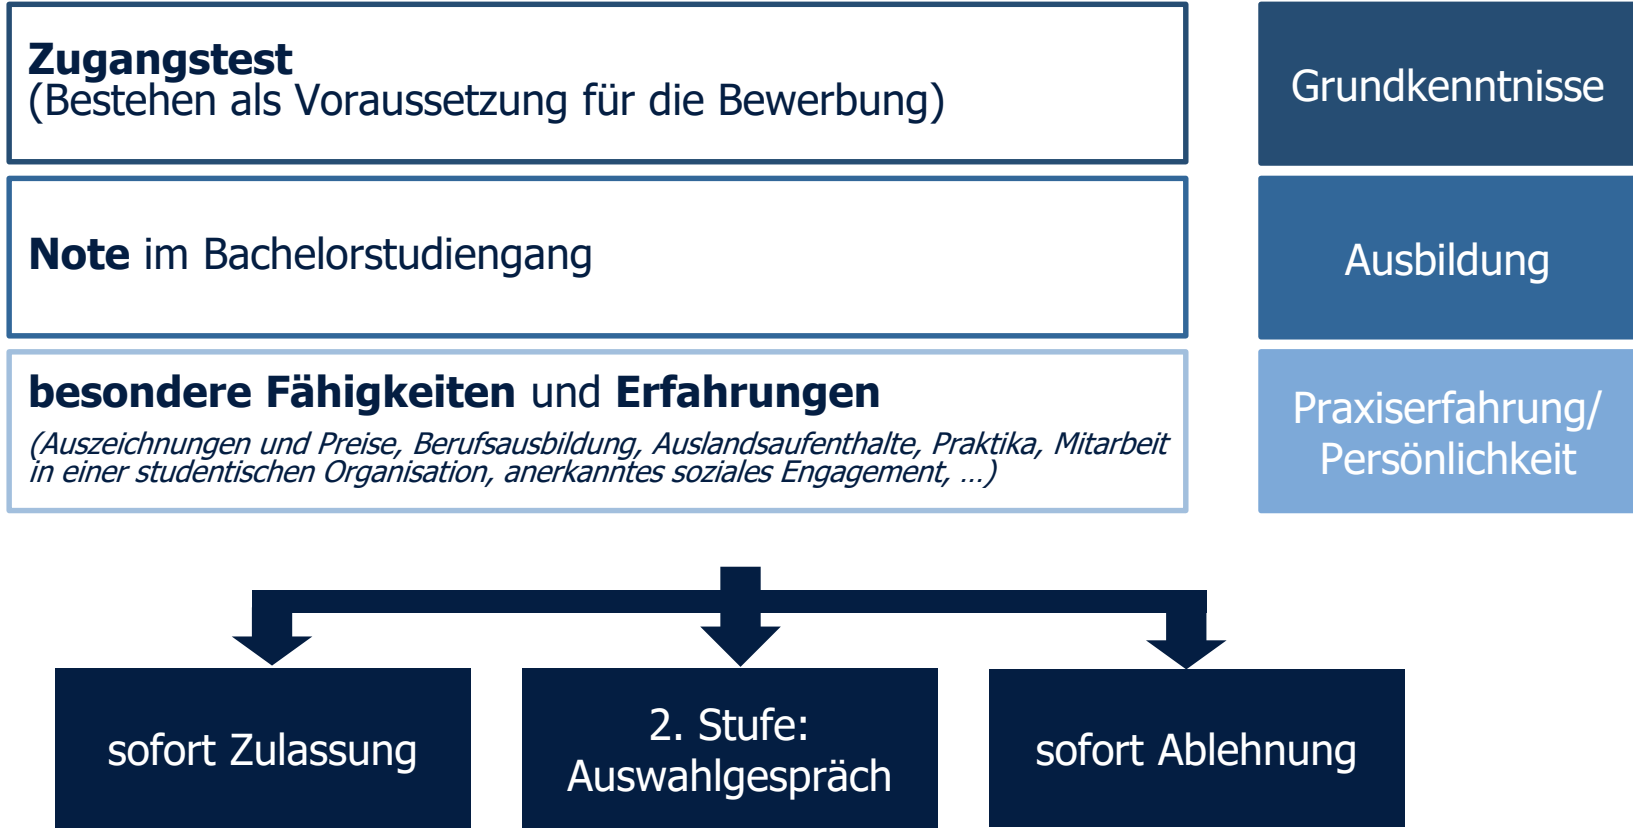 Zugangstest
(Bestehen als Voraussetzung für die Bewerbung)
Grundkenntnisse
Note im Bachelorstudiengang
Ausbildung
besondere Fähigkeiten und Erfahrungen
(Auszeichnungen und Preise, Berufsausbildung, Auslandsaufenthalte, Praktika, Mitarbeit
in einer studentischen Organisation, anerkanntes soziales Engagement, ...)
Praxiserfahrung/
Persönlichkeit
sofort Zulassung
2. Stufe:
Auswahlgespräch
sofort Ablehnung